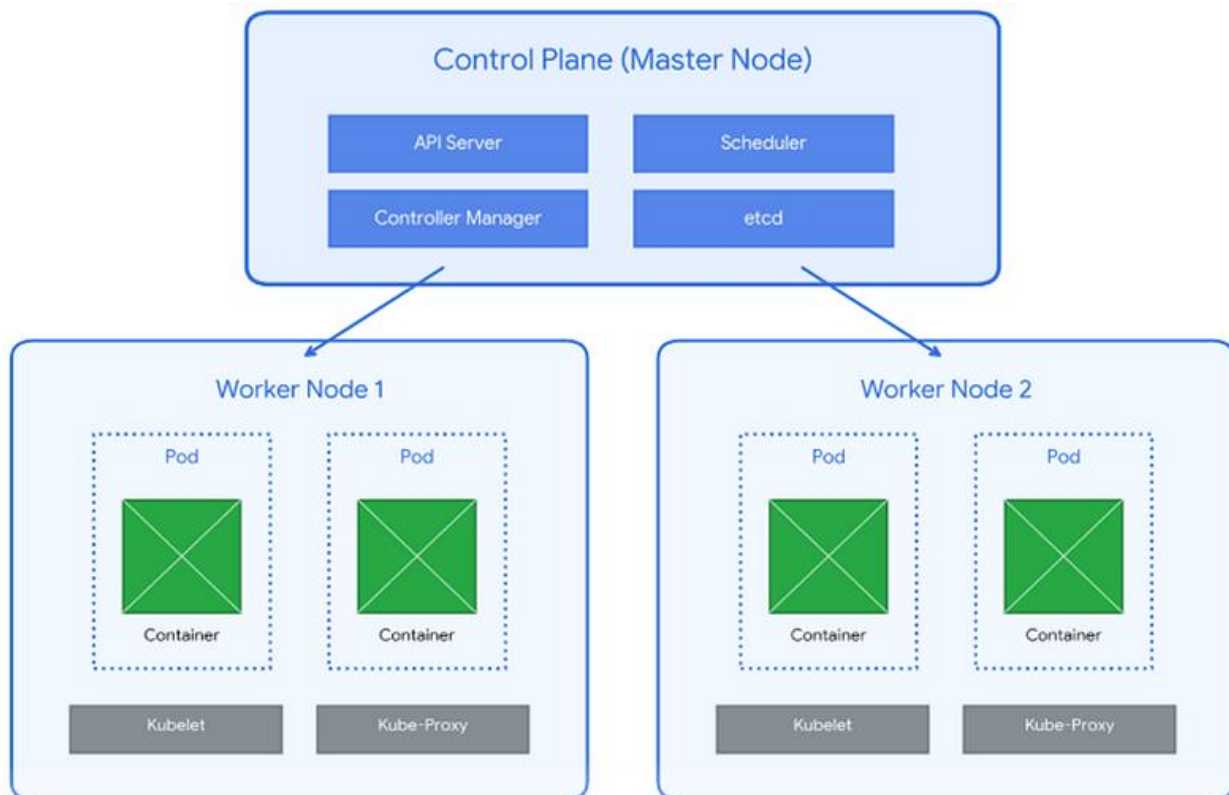 Control Plane (Master Node)
API Server
Scheduler
Controller Manager
etcd
Worker Node 1
Pod
Pod
Container
Container
Kubelet
Kube-Proxy
Worker Node 2
Pod
Pod
Container
Container
Kubelet
Kube-Proxy